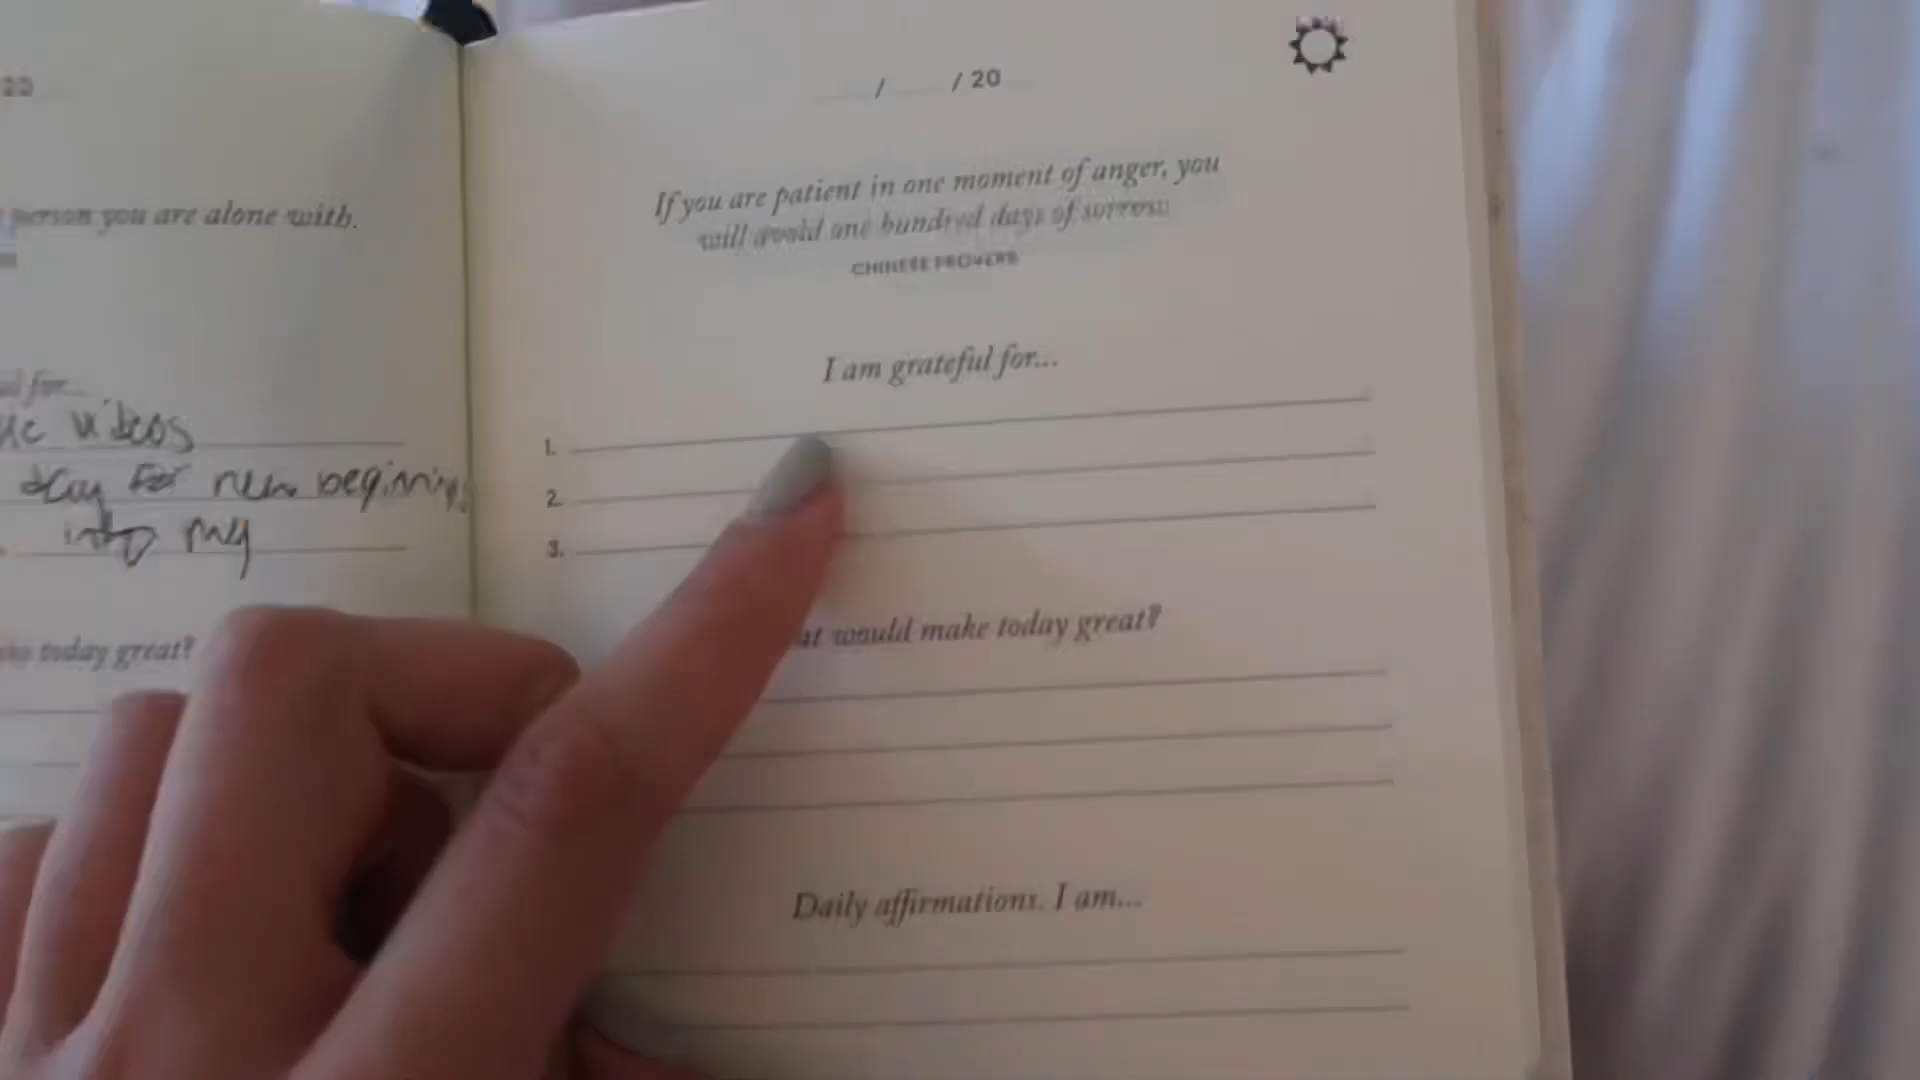 20
person you are alone with.
for...
videos
day for new beginnings
into my
today great?
/ / 20
If you are patient in one moment of anger, you
will avoid one hundred days of sorrow.
CHINESE PROVERB
I am grateful for...
1.
2.
3.
would make today great?
Daily affirmations. I am...